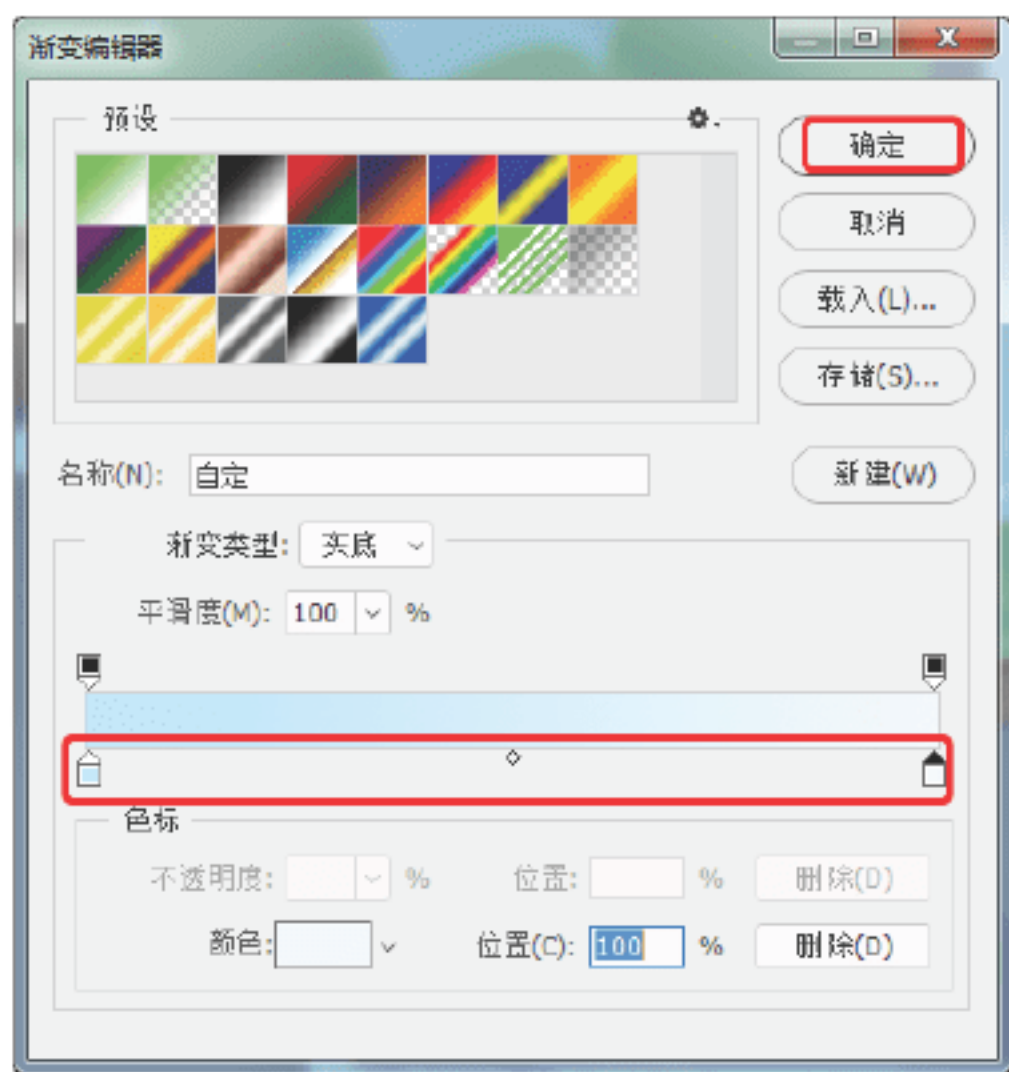 渐变编辑器
预设
确定
取消
载入(L)...
存储(S)...
名称(N): 自定
新建(W)
渐变类型: 实底
平滑度(M): 100 %
色标
不透明度: % 位置: % 删除(D)
颜色: 位置(C): 100 % 删除(D)